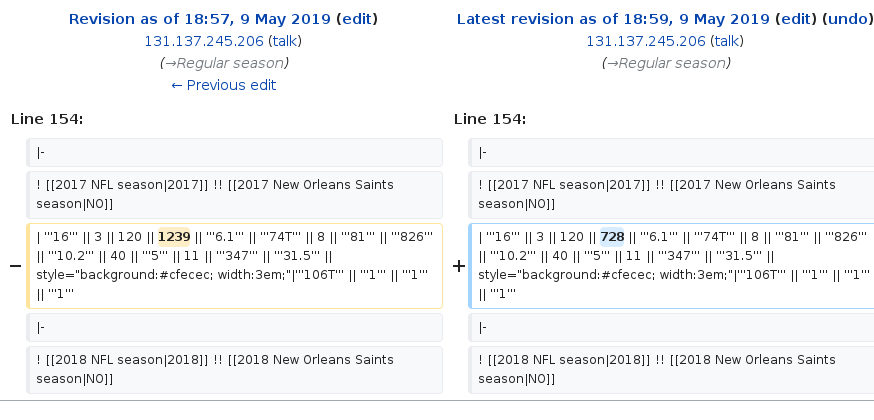 Revision as of 18:57, 9 May 2019 (edit)
131.137.245.206 (talk)
(→Regular season)
← Previous edit
Latest revision as of 18:59, 9 May 2019 (edit) (undo)
131.137.245.206 (talk)
(→Regular season)
Line 154:
|-
! [[2017 NFL season|2017]] !! [[2017 New Orleans Saints
season|NO]]
− | '''16''' || 3 || 120 || 1239 || '''6.1''' || '''74T''' || 8 || '''81''' || '''826'''
|| '''10.2''' || 40 || '''5''' || 11 || '''347''' || '''31.5''' ||
style="background:#cfecec; width:3em;"|'''106T''' || '''1''' || '''1'''
|| '''1'''
|-
! [[2018 NFL season|2018]] !! [[2018 New Orleans Saints
season|NO]]
Line 154:
|-
! [[2017 NFL season|2017]] !! [[2017 New Orleans Saints
season|NO]]
+ | '''16''' || 3 || 120 || 728 || '''6.1''' || '''74T''' || 8 || '''81''' || '''826'''
|| '''10.2''' || 40 || '''5''' || 11 || '''347''' || '''31.5''' ||
style="background:#cfecec; width:3em;"|'''106T''' || '''1''' || '''1'''
|| '''1'''
|-
! [[2018 NFL season|2018]] !! [[2018 New Orleans Saints
season|NO]]